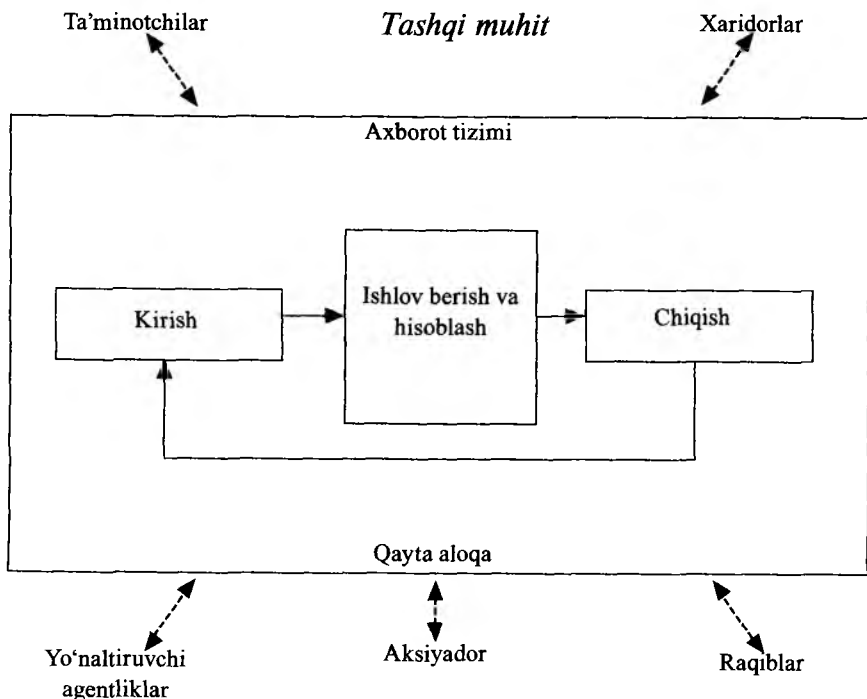 Ta’minotchilar
Tashqi muhit
Xaridorlar
Axborot tizimi
Kirish
Ishlov berish va
hisoblash
Chiqish
Qayta aloqa
Yo‘naltiruvchi
agentliklar
Aksiyador
Raqiblar